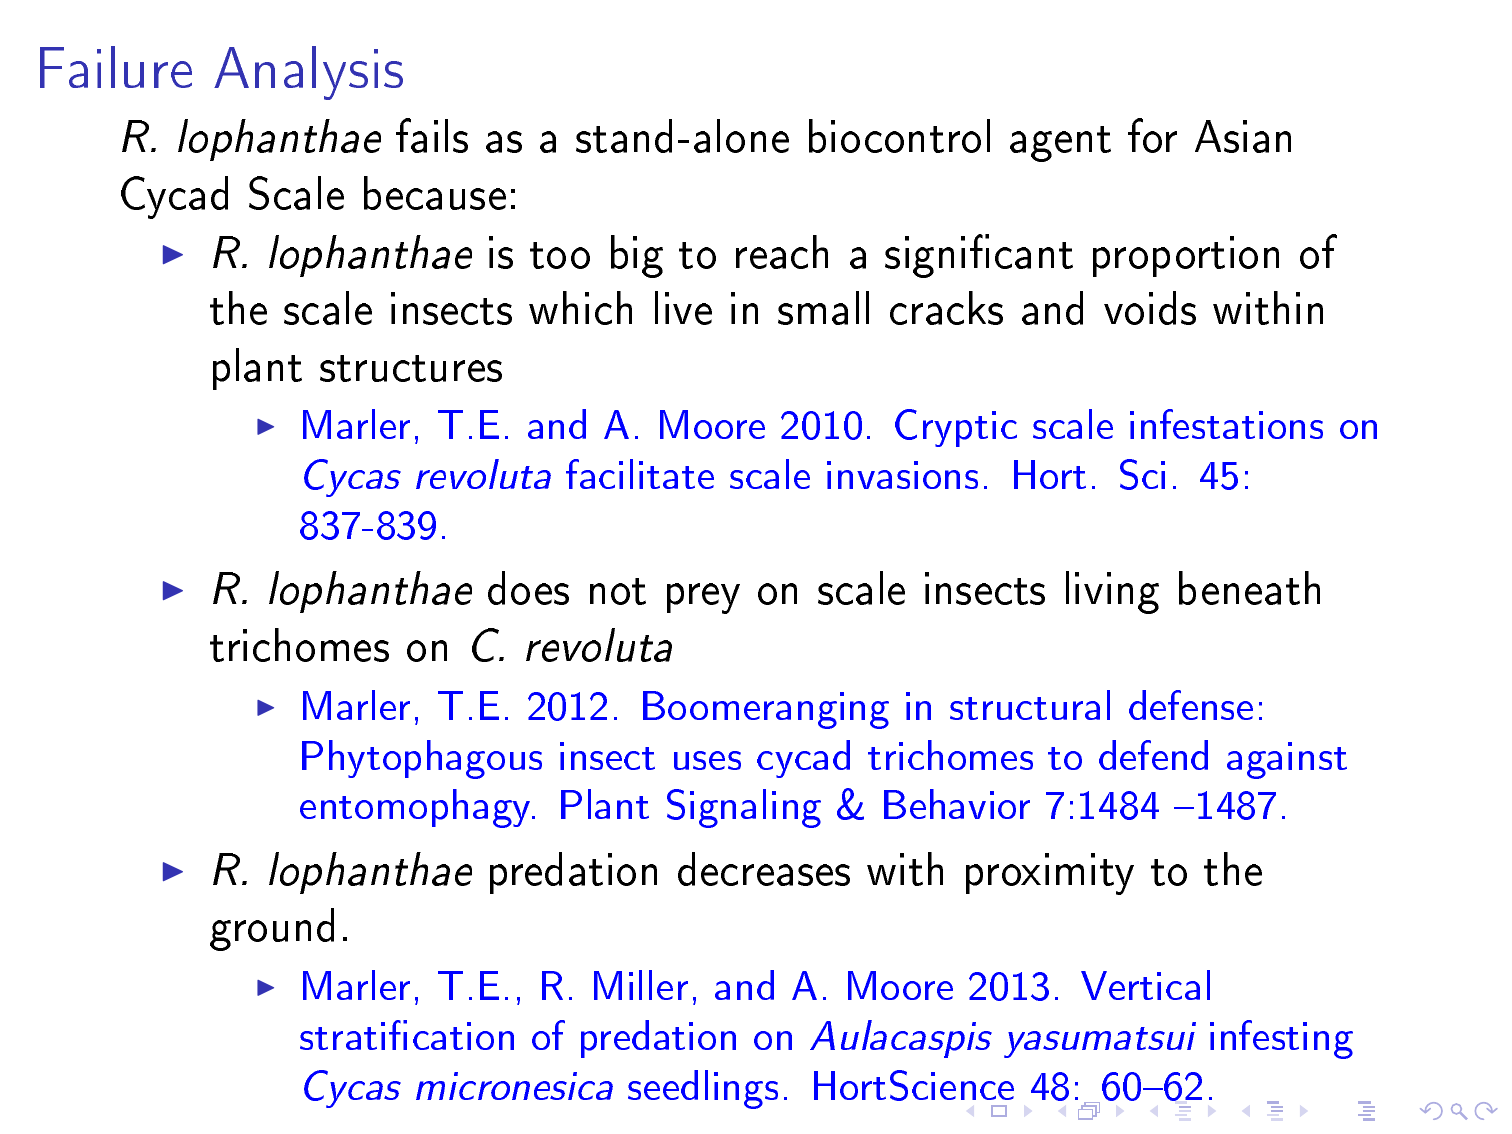 Failure Analysis
R. lophanthae fails as a stand-alone biocontrol agent for Asian
Cycad Scale because:
R. lophanthae is too big to reach a significant proportion of
the scale insects which live in small cracks and voids within
plant structures
Marler, T.E. and A. Moore 2010. Cryptic scale infestations on
Cycas revoluta facilitate scale invasions. Hort. Sci. 45:
837-839.
R. lophanthae does not prey on scale insects living beneath
trichomes on C. revoluta
Marler, T.E. 2012. Boomeranging in structural defense:
Phytophagous insect uses cycad trichomes to defend against
entomophagy. Plant Signaling & Behavior 7:1484 –1487.
R. lophanthae predation decreases with proximity to the
ground.
Marler, T.E., R. Miller, and A. Moore 2013. Vertical
stratification of predation on Aulacaspis yasumatsui infesting
Cycas micronesica seedlings. HortScience 48: 60–62.